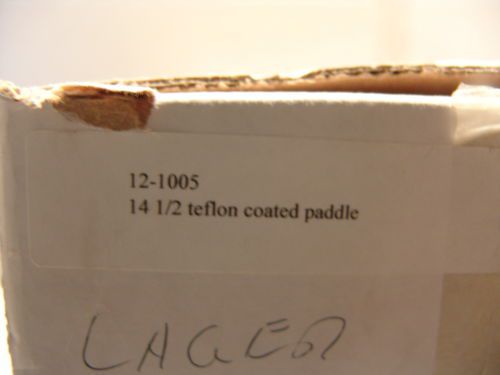 12-1005
14 1/2 teflon coated paddle
LAGER